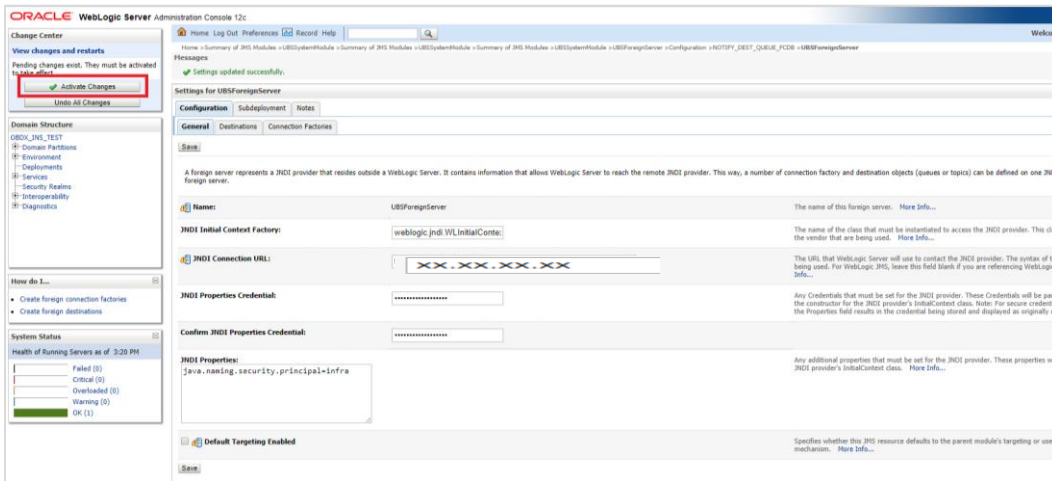 ORACLE WebLogic Server Administration Console 12c
Change Center
View changes and restarts
Pending changes exist. They must be activated
to take effect.
Activate Changes
Undo All Changes
Domain Structure
OBDX_INS_TEST
Domain Partitions
Environment
Deployments
Services
Security Realms
Interoperability
Diagnostics
How do I...
Create foreign connection factories
Create foreign destinations
System Status
Health of Running Servers as of 3:20 PM
Failed (0)
Critical (0)
Overloaded (0)
Warning (0)
OK (1)
Home Log Out Preferences Record Help
Welco
Home >Summary of JMS Modules >UBSSystemModule >Summary of JMS Modules >UBSSystemModule >Summary of JMS Modules >UBSSystemModule >UBSForeignServer >Configuration >NOTIFY_DEST_QUEUE_FCDB >UBSForeignServer
Messages
Settings updated successfully.
Settings for UBSForeignServer
Configuration Subdeployment Notes
General Destinations Connection Factories
Save
A foreign server represents a JNDI provider that resides outside a WebLogic Server. It contains information that allows WebLogic Server to reach the remote JNDI provider. This way, a number of connection factory and destination objects (queues or topics) can be defined on one JN
foreign server.
Name: UBSForeignServer The name of this foreign server. More Info...
JNDI Initial Context Factory: weblogic.jndi.WLInitialConte: The name of the class that must be instantiated to access the JNDI provider. This cl
the vendor that are being used. More Info...
JNDI Connection URL: XX.XX.XX.XX The URL that WebLogic Server will use to contact the JNDI provider. The syntax of t
being used. For WebLogic JMS, leave this field blank if you are referencing WebLogic
Info...
JNDI Properties Credential: •••••••••••••••••• Any Credentials that must be set for the JNDI provider. These Credentials will be pa
the constructor for the JNDI provider's InitialContext class. Note: For secure credent
the Properties field results in the credential being stored and displayed as originally
Confirm JNDI Properties Credential: ••••••••••••••••••
JNDI Properties: Any additional properties that must be set for the JNDI provider. These properties w
JNDI provider's InitialContext class. More Info...
java.naming.security.principal=infra
Default Targeting Enabled Specifies whether this JMS resource defaults to the parent module's targeting or use
mechanism. More Info...
Save